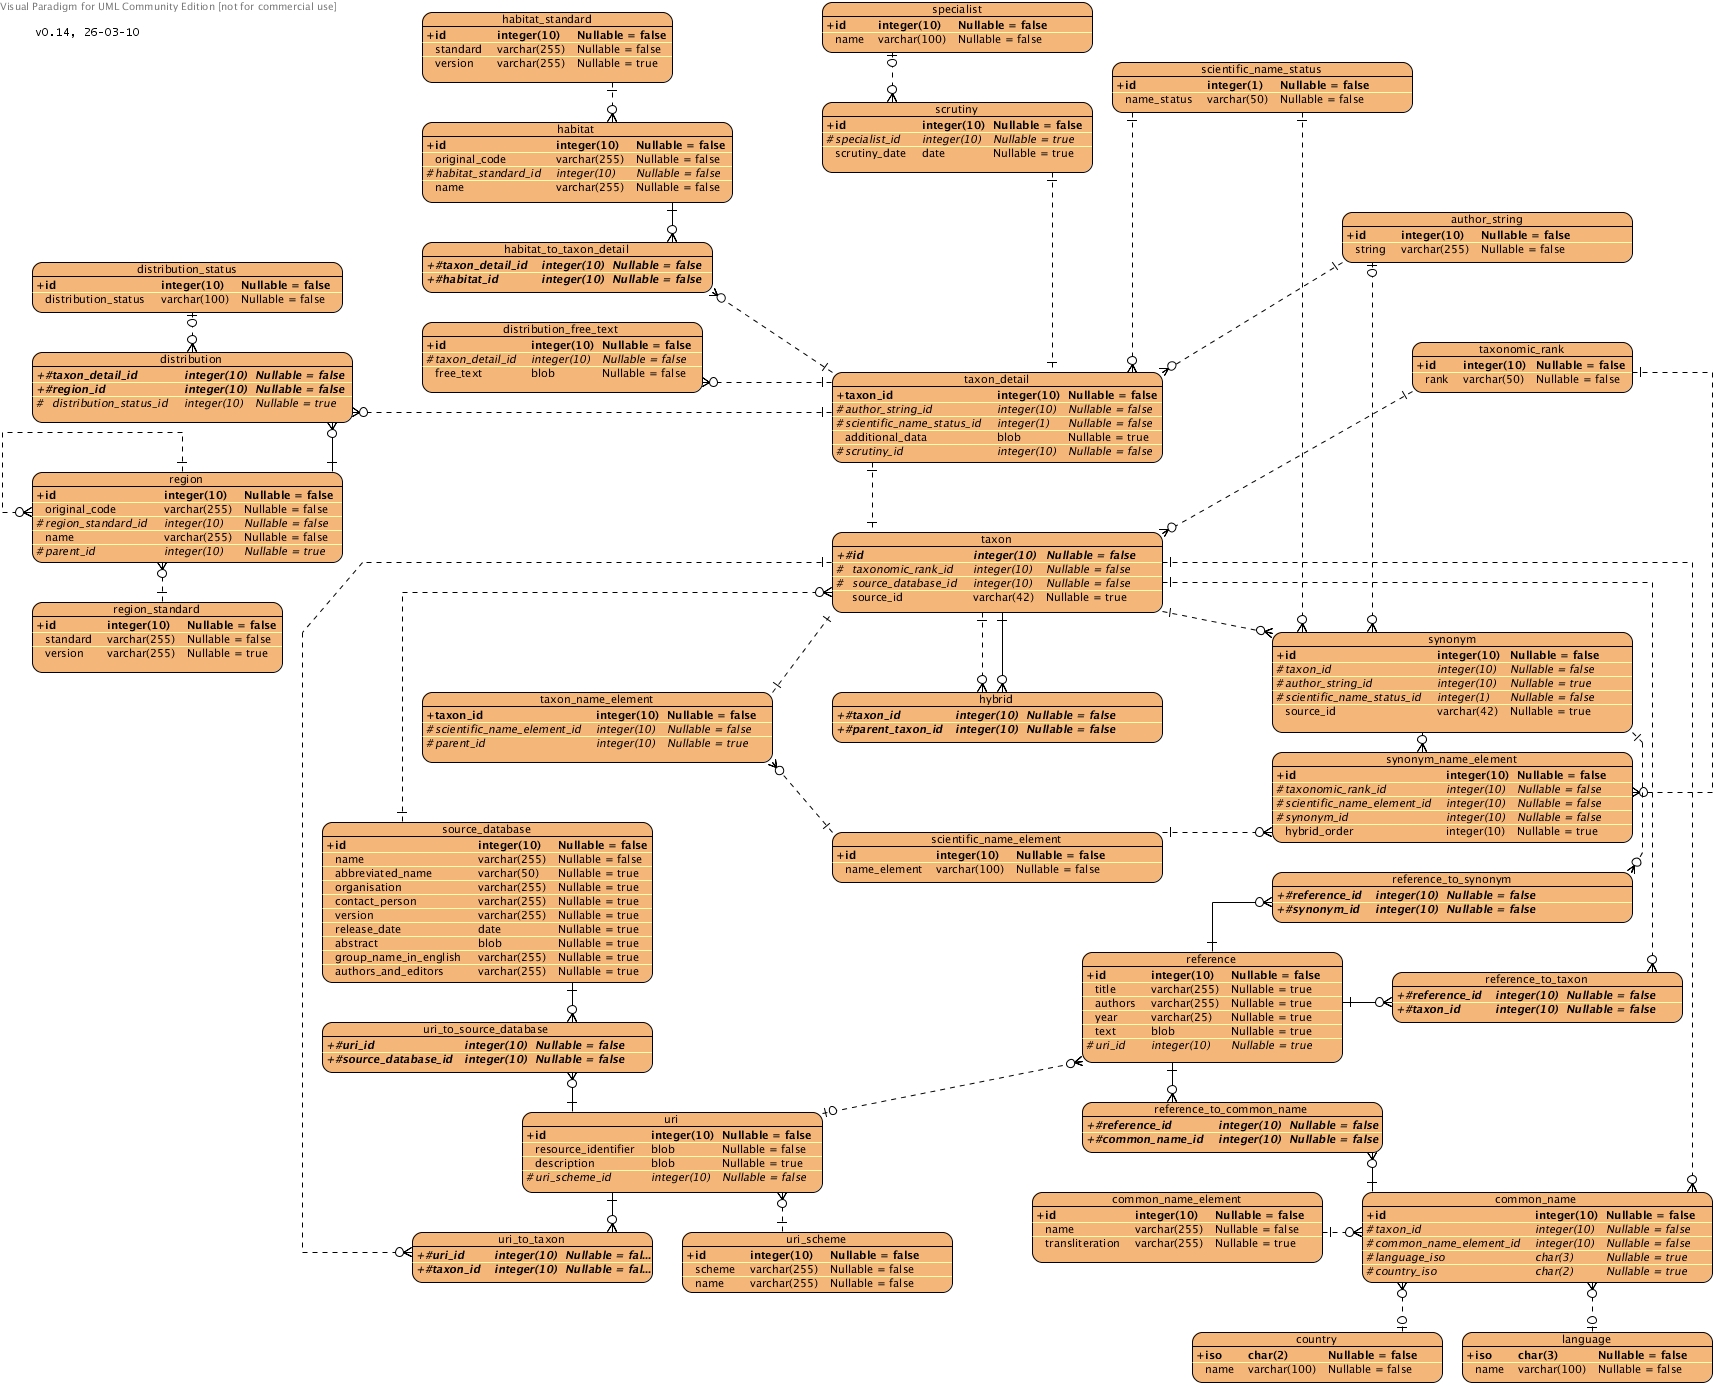 Visual Paradigm for UML Community Edition [not for commercial use]
v0.14, 26-03-10
habitat_standard
+id integer(10) Nullable = false
standard varchar(255) Nullable = false
version varchar(255) Nullable = true
specialist
+id integer(10) Nullable = false
name varchar(100) Nullable = false
scientific_name_status
+id integer(1) Nullable = false
name_status varchar(50) Nullable = false
scrutiny
+id integer(10) Nullable = false
#specialist_id integer(10) Nullable = true
scrutiny_date date Nullable = true
habitat
+id integer(10) Nullable = false
original_code varchar(255) Nullable = false
#habitat_standard_id integer(10) Nullable = false
name varchar(255) Nullable = false
author_string
+id integer(10) Nullable = false
string varchar(255) Nullable = false
habitat_to_taxon_detail
+#taxon_detail_id integer(10) Nullable = false
+#habitat_id integer(10) Nullable = false
distribution_status
+id integer(10) Nullable = false
distribution_status varchar(100) Nullable = false
distribution_free_text
+id integer(10) Nullable = false
#taxon_detail_id integer(10) Nullable = false
free_text blob Nullable = false
taxonomic_rank
+id integer(10) Nullable = false
rank varchar(50) Nullable = false
distribution
+#taxon_detail_id integer(10) Nullable = false
+#region_id integer(10) Nullable = false
# distribution_status_id integer(10) Nullable = true
taxon_detail
+taxon_id integer(10) Nullable = false
#author_string_id integer(10) Nullable = false
#scientific_name_status_id integer(1) Nullable = false
additional_data blob Nullable = true
#scrutiny_id integer(10) Nullable = false
region
+id integer(10) Nullable = false
original_code varchar(255) Nullable = false
#region_standard_id integer(10) Nullable = false
name varchar(255) Nullable = false
#parent_id integer(10) Nullable = true
taxon
+#id integer(10) Nullable = false
# taxonomic_rank_id integer(10) Nullable = false
# source_database_id integer(10) Nullable = false
source_id varchar(42) Nullable = true
region_standard
+id integer(10) Nullable = false
standard varchar(255) Nullable = false
version varchar(255) Nullable = true
synonym
+id integer(10) Nullable = false
#taxon_id integer(10) Nullable = false
#author_string_id integer(10) Nullable = true
#scientific_name_status_id integer(1) Nullable = false
source_id varchar(42) Nullable = true
taxon_name_element
+taxon_id integer(10) Nullable = false
#scientific_name_element_id integer(10) Nullable = false
#parent_id integer(10) Nullable = true
hybrid
+#taxon_id integer(10) Nullable = false
+#parent_taxon_id integer(10) Nullable = false
synonym_name_element
+id integer(10) Nullable = false
#taxonomic_rank_id integer(10) Nullable = false
#scientific_name_element_id integer(10) Nullable = false
#synonym_id integer(10) Nullable = false
hybrid_order integer(10) Nullable = true
source_database
+id integer(10) Nullable = false
name varchar(255) Nullable = false
abbreviated_name varchar(50) Nullable = true
organisation varchar(255) Nullable = true
contact_person varchar(255) Nullable = true
version varchar(255) Nullable = true
release_date date Nullable = true
abstract blob Nullable = true
group_name_in_english varchar(255) Nullable = true
authors_and_editors varchar(255) Nullable = true
scientific_name_element
+id integer(10) Nullable = false
name_element varchar(100) Nullable = false
reference_to_synonym
+#reference_id integer(10) Nullable = false
+#synonym_id integer(10) Nullable = false
reference
+id integer(10) Nullable = false
title varchar(255) Nullable = true
authors varchar(255) Nullable = true
year varchar(25) Nullable = true
text blob Nullable = true
#uri_id integer(10) Nullable = true
reference_to_taxon
+#reference_id integer(10) Nullable = false
+#taxon_id integer(10) Nullable = false
uri_to_source_database
+#uri_id integer(10) Nullable = false
+#source_database_id integer(10) Nullable = false
uri
+id integer(10) Nullable = false
resource_identifier blob Nullable = false
description blob Nullable = true
#uri_scheme_id integer(10) Nullable = false
reference_to_common_name
+#reference_id integer(10) Nullable = false
+#common_name_id integer(10) Nullable = false
common_name_element
+id integer(10) Nullable = false
name varchar(255) Nullable = false
transliteration varchar(255) Nullable = true
common_name
+id integer(10) Nullable = false
#taxon_id integer(10) Nullable = false
#common_name_element_id integer(10) Nullable = false
#language_iso char(3) Nullable = true
#country_iso char(2) Nullable = true
uri_to_taxon
+#uri_id integer(10) Nullable = fal...
+#taxon_id integer(10) Nullable = fal...
uri_scheme
+id integer(10) Nullable = false
scheme varchar(255) Nullable = false
name varchar(255) Nullable = false
country
+iso char(2) Nullable = false
name varchar(100) Nullable = false
language
+iso char(3) Nullable = false
name varchar(100) Nullable = false